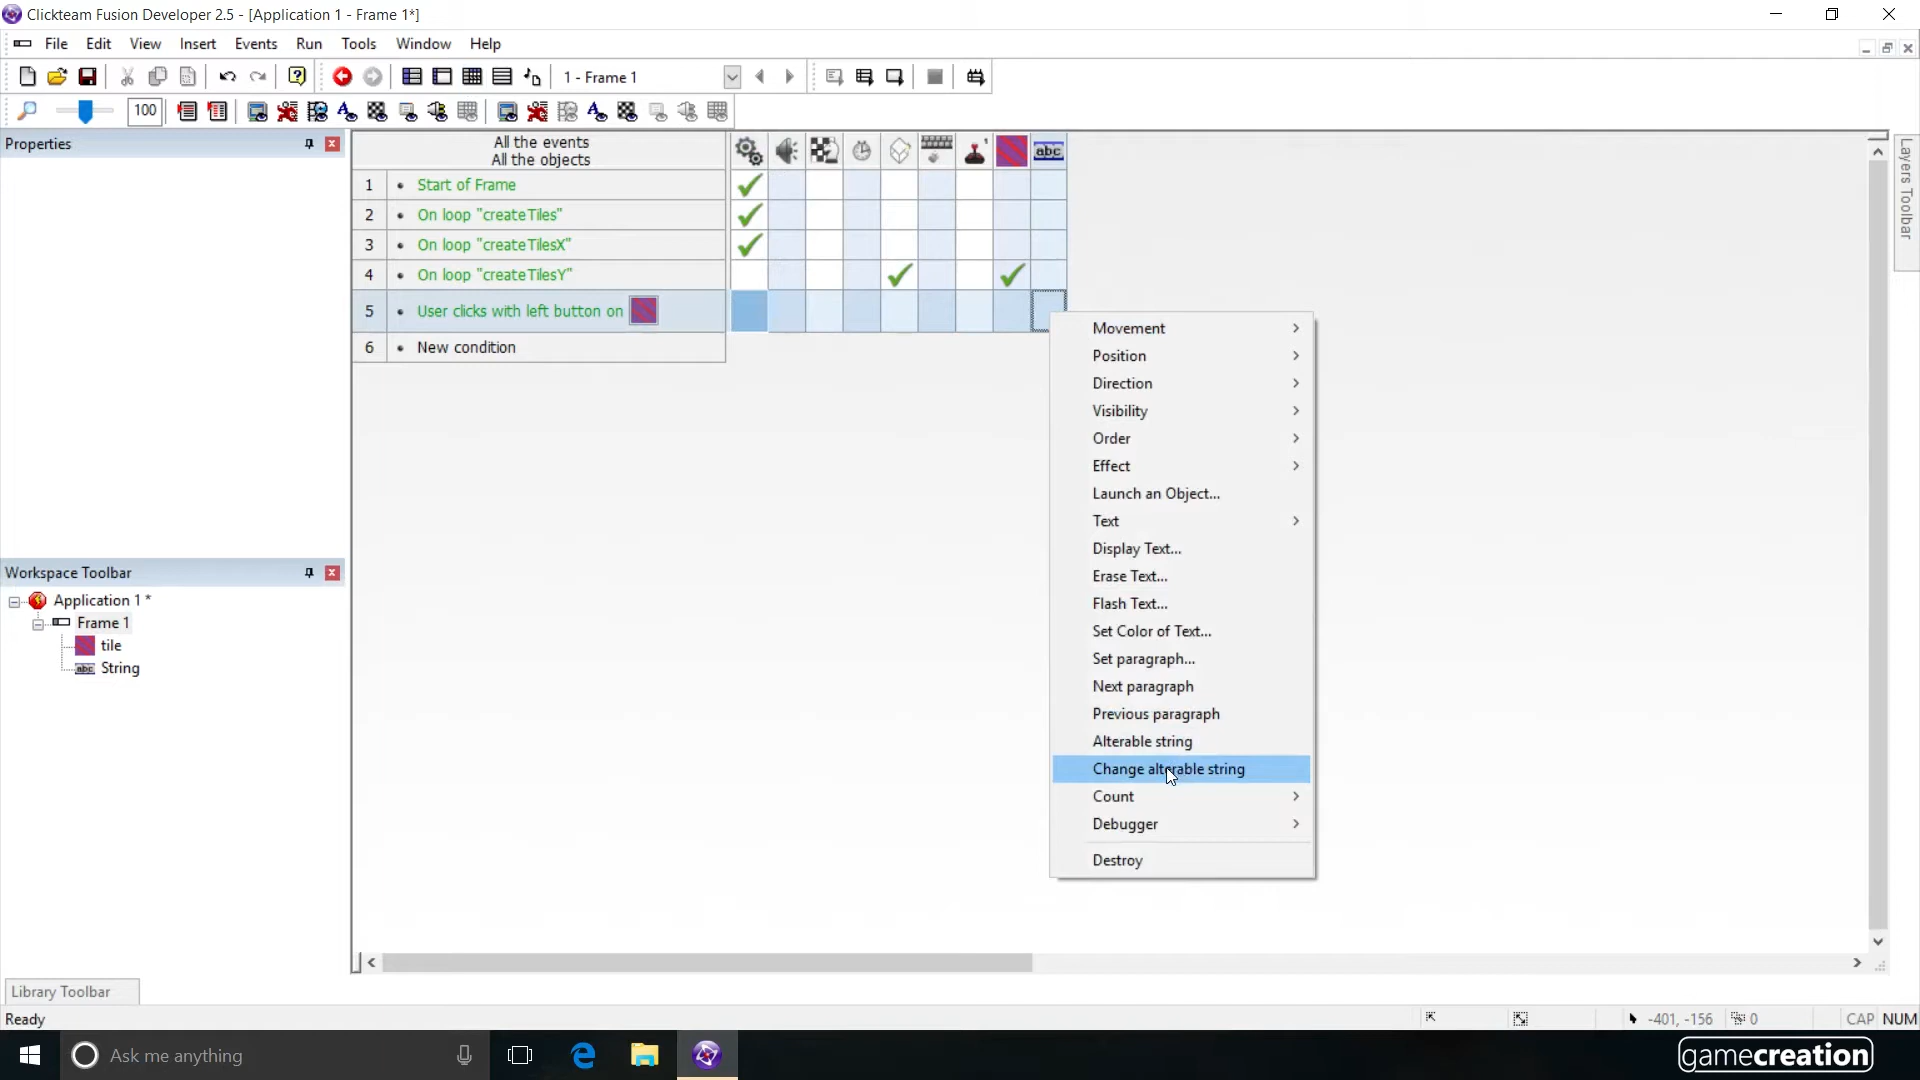 Clickteam Fusion Developer 2.5 - [Application 1 - Frame 1*]
File Edit View Insert Events Run Tools Window Help
1 - Frame 1
100
Properties
All the events
All the objects
abc
1 • Start of Frame
2 • On loop "createTiles"
3 • On loop "createTilesX"
4 • On loop "createTilesY"
5 • User clicks with left button on
6 • New condition
Movement
Position
Direction
Visibility
Order
Effect
Launch an Object...
Text
Display Text...
Erase Text...
Flash Text...
Set Color of Text...
Set paragraph...
Next paragraph
Previous paragraph
Alterable string
Change alterable string
Count
Debugger
Destroy
Layers Toolbar
Workspace Toolbar
Application 1 *
Frame 1
tile
abc String
Library Toolbar
Ready
-401, -156
0
CAP NUM
Ask me anything
gamecreation